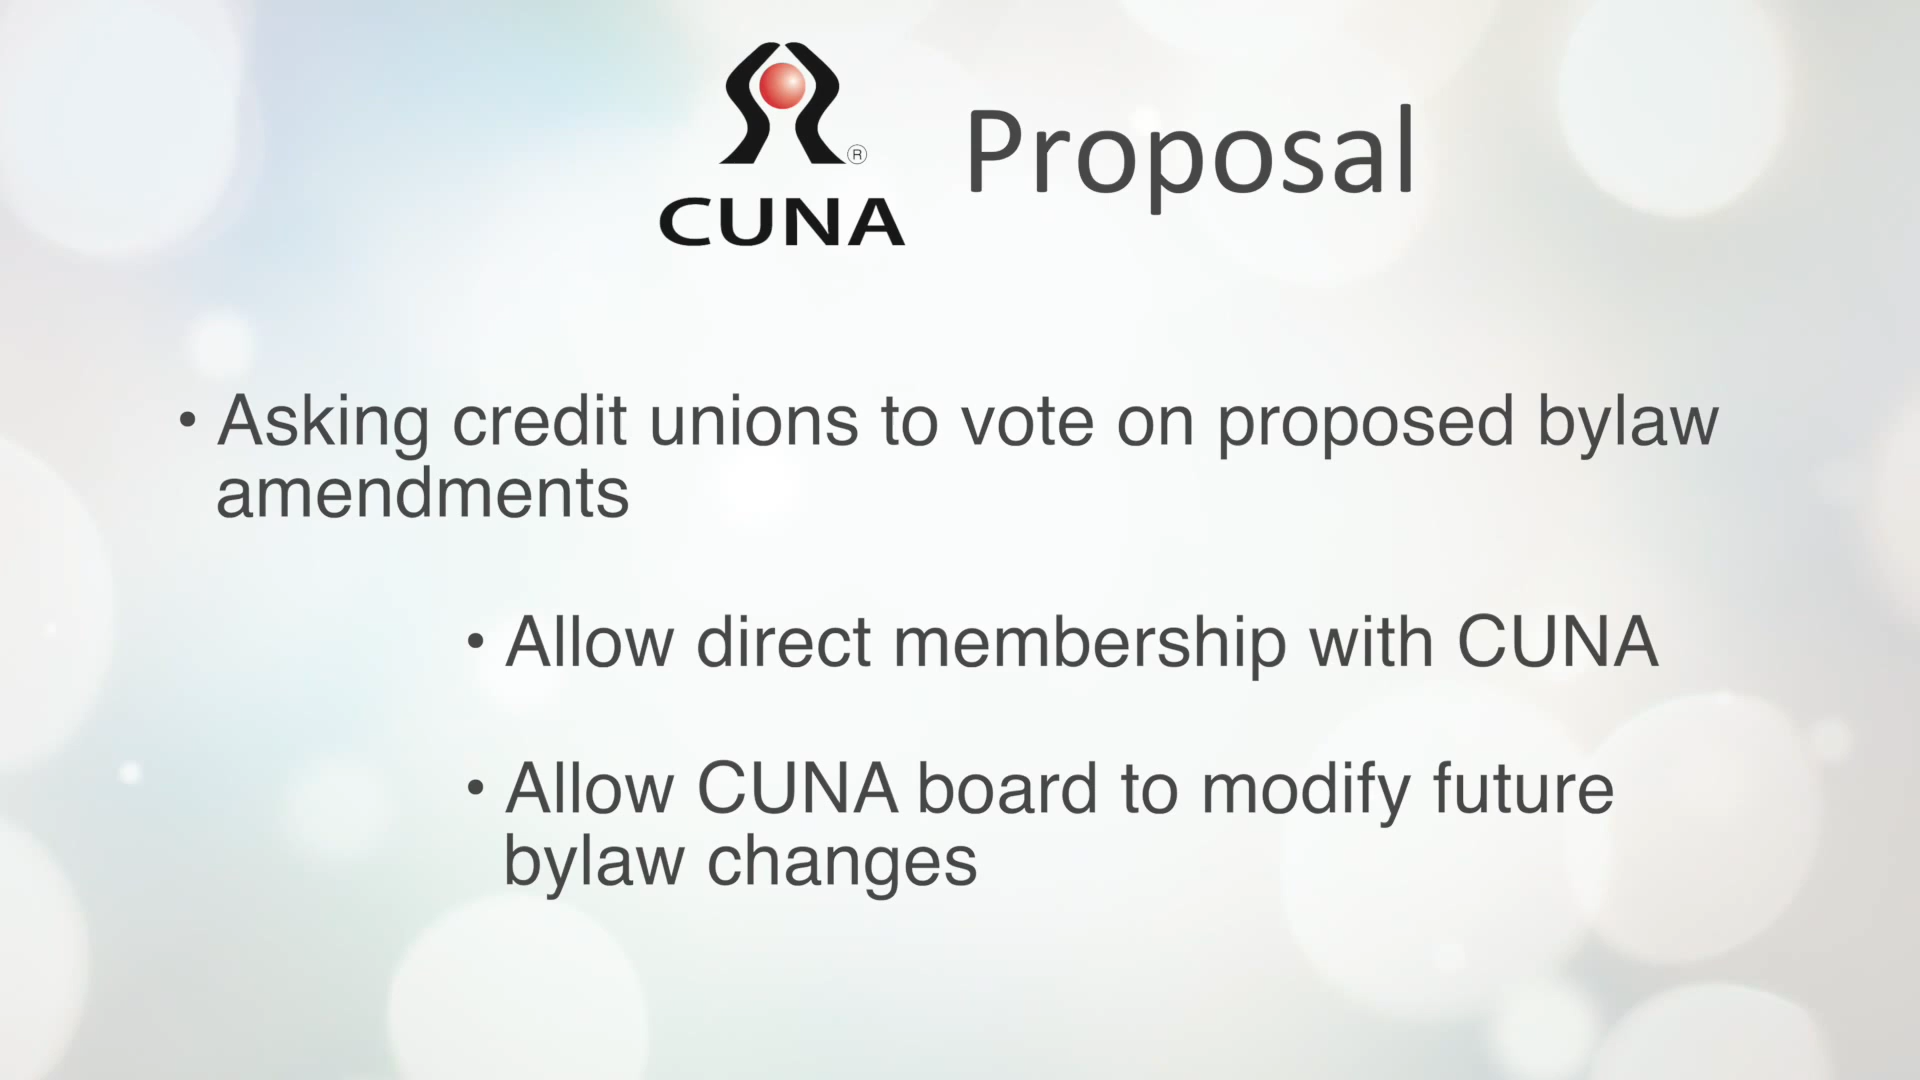 CUNA®
Proposal
• Asking credit unions to vote on proposed bylaw
amendments
• Allow direct membership with CUNA
• Allow CUNA board to modify future
bylaw changes